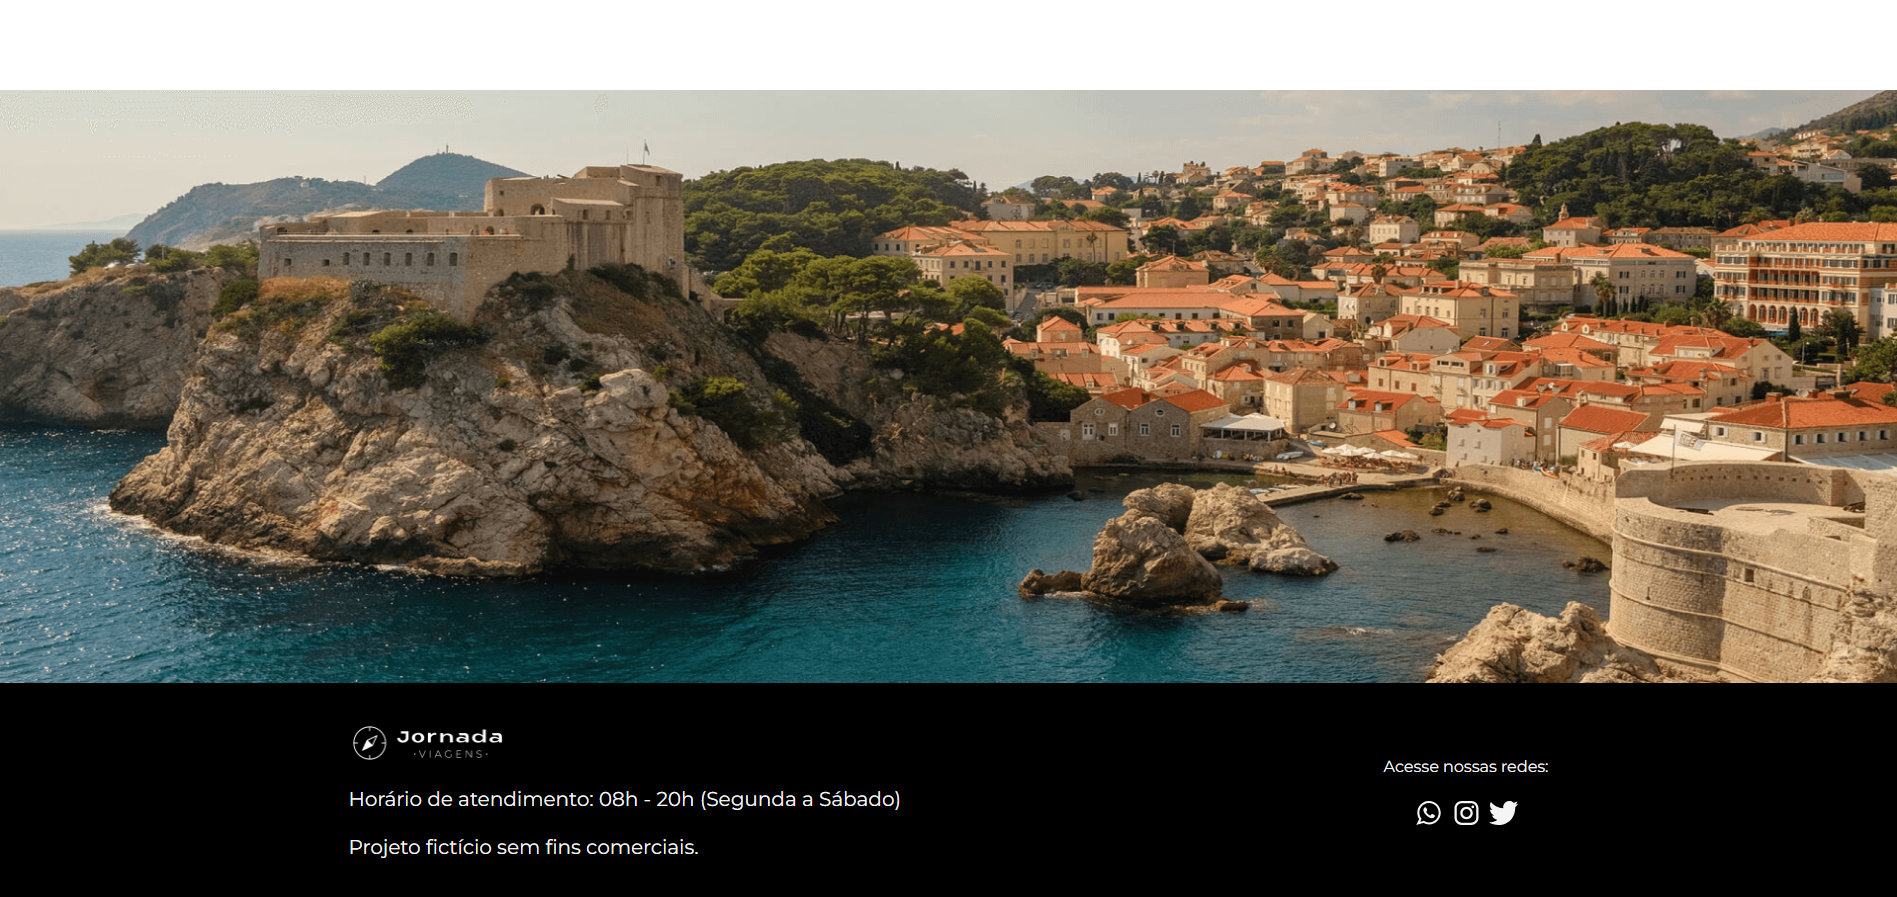 Jornada
·VIAGENS·
Horário de atendimento: 08h - 20h (Segunda a Sábado)
Projeto fictício sem fins comerciais.
Acesse nossas redes: